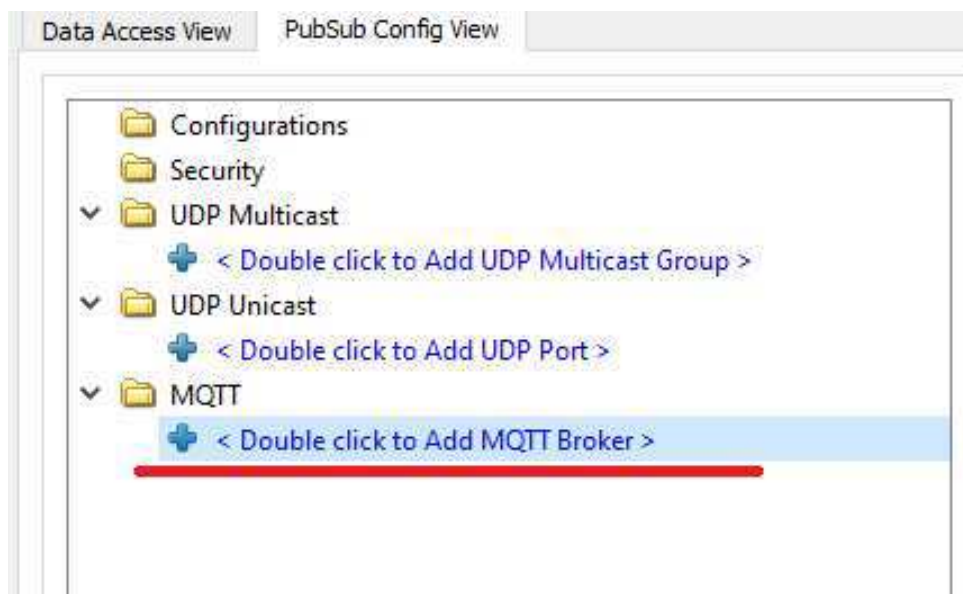 Data Access View PubSub Config View
Configurations
Security
UDP Multicast
< Double click to Add UDP Multicast Group >
UDP Unicast
< Double click to Add UDP Port >
MQTT
< Double click to Add MQTT Broker >